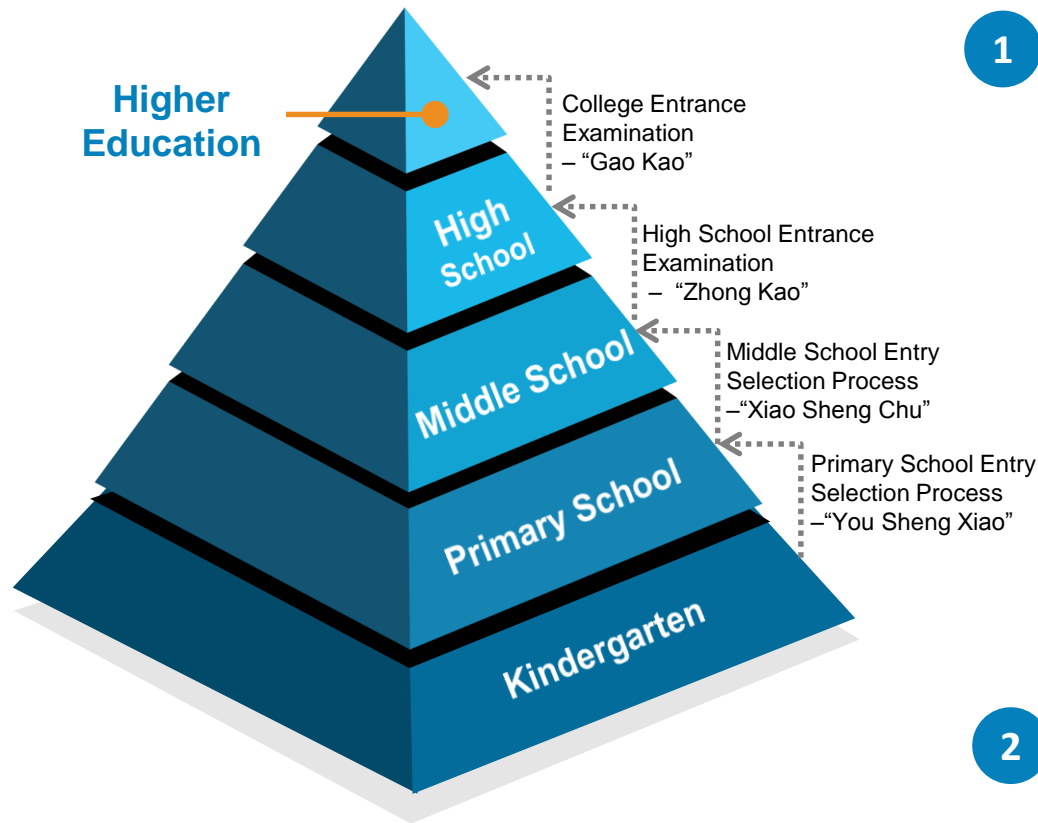 1
Higher
Education
College Entrance
Examination
– “Gao Kao”
High
School
High School Entrance
Examination
– “Zhong Kao”
Middle School
Middle School Entry
Selection Process
–“Xiao Sheng Chu”
Primary School
Primary School Entry
Selection Process
–“You Sheng Xiao”
Kindergarten
2